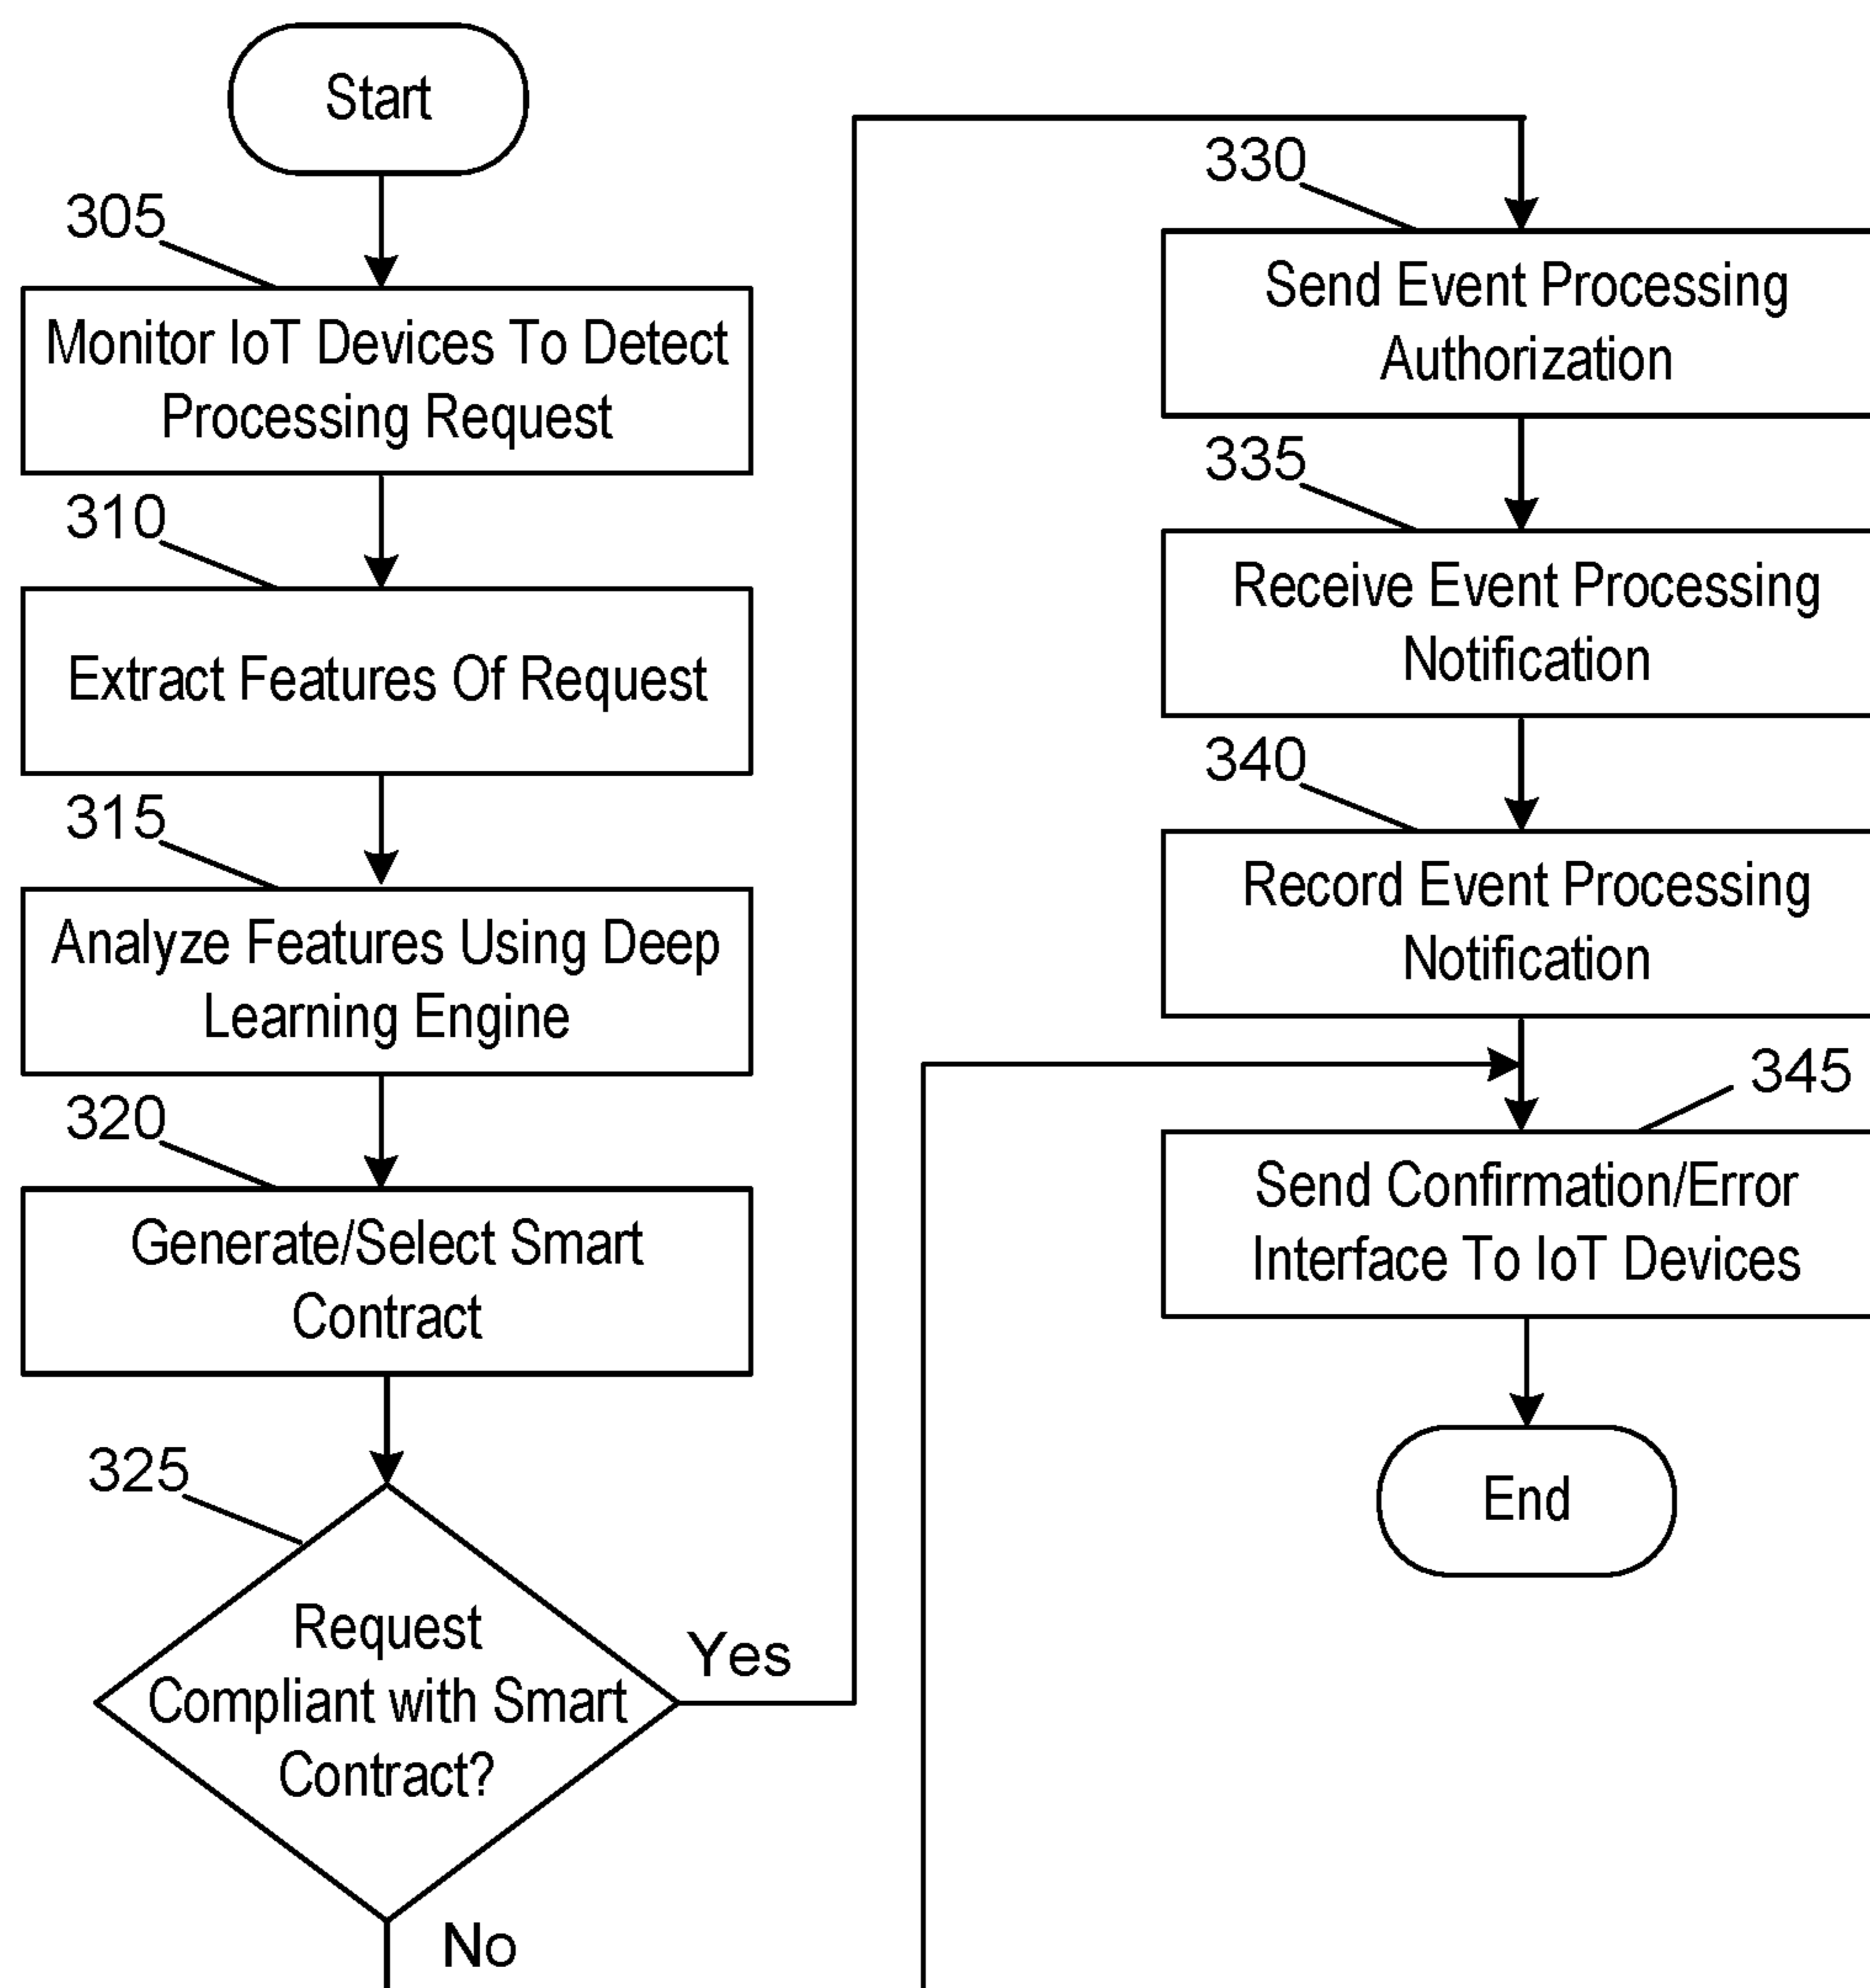 Start
305
Monitor IoT Devices To Detect
Processing Request
310
Extract Features Of Request
315
Analyze Features Using Deep
Learning Engine
320
Generate/Select Smart
Contract
325
Request
Compliant with Smart
Contract?
Yes
No
330
Send Event Processing
Authorization
335
Receive Event Processing
Notification
340
Record Event Processing
Notification
345
Send Confirmation/Error
Interface To IoT Devices
End